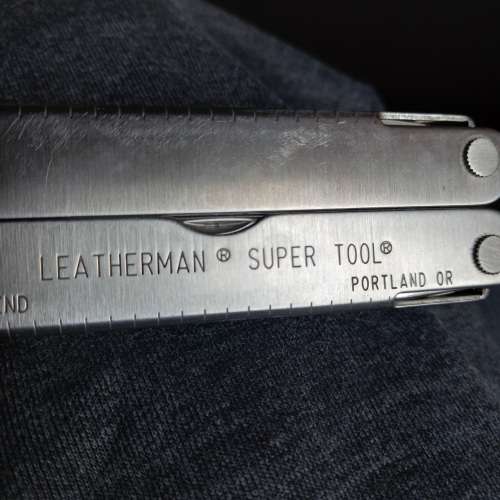 LEATHERMAN® SUPER TOOL®
PORTLAND OR